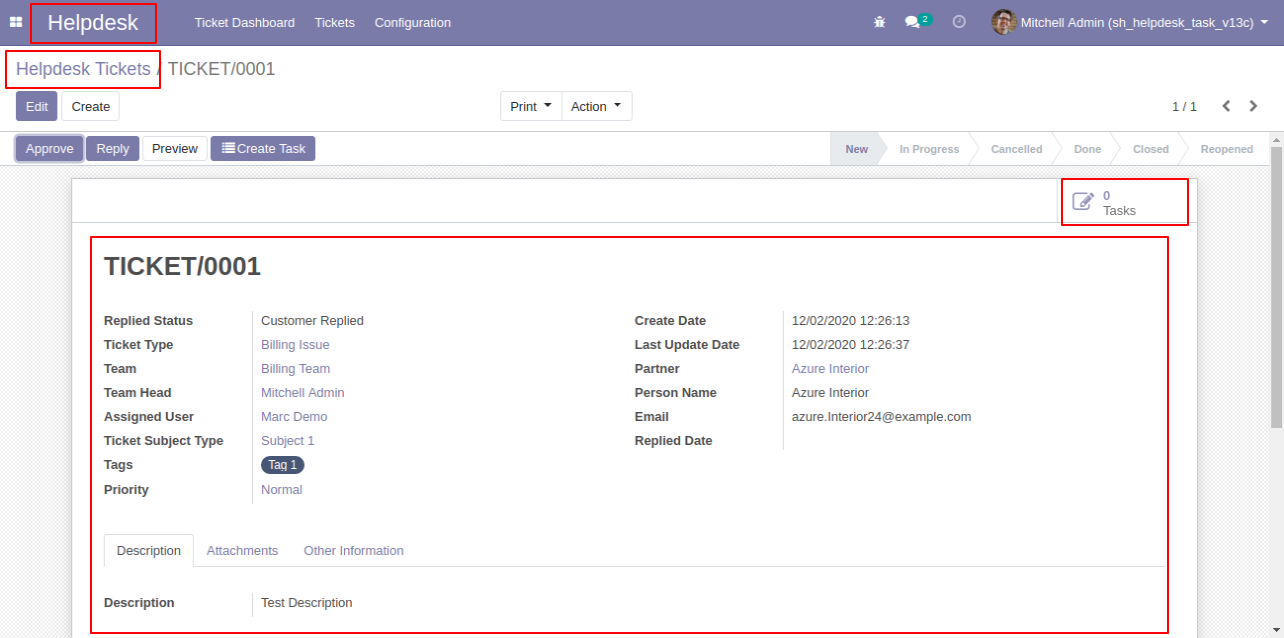 Helpdesk Ticket Dashboard Tickets Configuration 2 Mitchell Admin (sh_helpdesk_task_v13c)
Helpdesk Tickets / TICKET/0001
Edit Create Print Action 1 / 1
Approve Reply Preview Create Task New In Progress Cancelled Done Closed Reopened
0
Tasks
TICKET/0001
Replied Status Customer Replied Create Date 12/02/2020 12:26:13
Ticket Type Billing Issue Last Update Date 12/02/2020 12:26:37
Team Billing Team Partner Azure Interior
Team Head Mitchell Admin Person Name Azure Interior
Assigned User Marc Demo Email azure.Interior24@example.com
Ticket Subject Type Subject 1 Replied Date
Tags Tag 1
Priority Normal
Description Attachments Other Information
Description Test Description